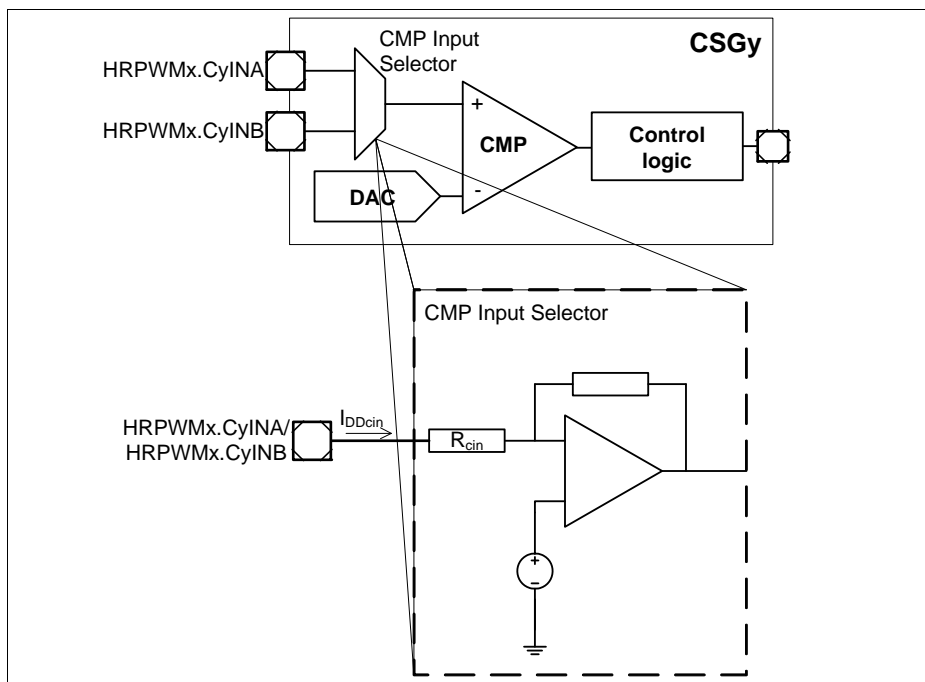 CMP Input
Selector
CSGy
HRPWMx.CyINA
HRPWMx.CyINB
+
CMP
-
Control
logic
DAC
CMP Input Selector
HRPWMx.CyINA/
HRPWMx.CyINB
IDDcin
Rcin
+
-